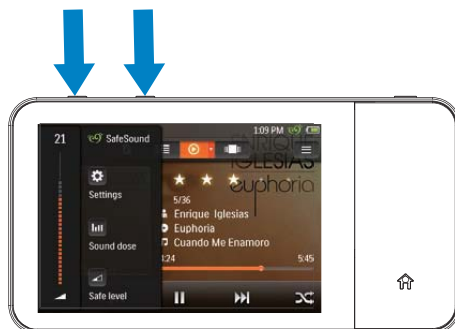 21
SafeSound
1:09 PM
ENRIQUE
IGLESIAS
euphoria
Settings
5/36
Enrique Iglesias
Euphoria
Sound dose
Cuando Me Enamoro
:24
5:45
Safe level